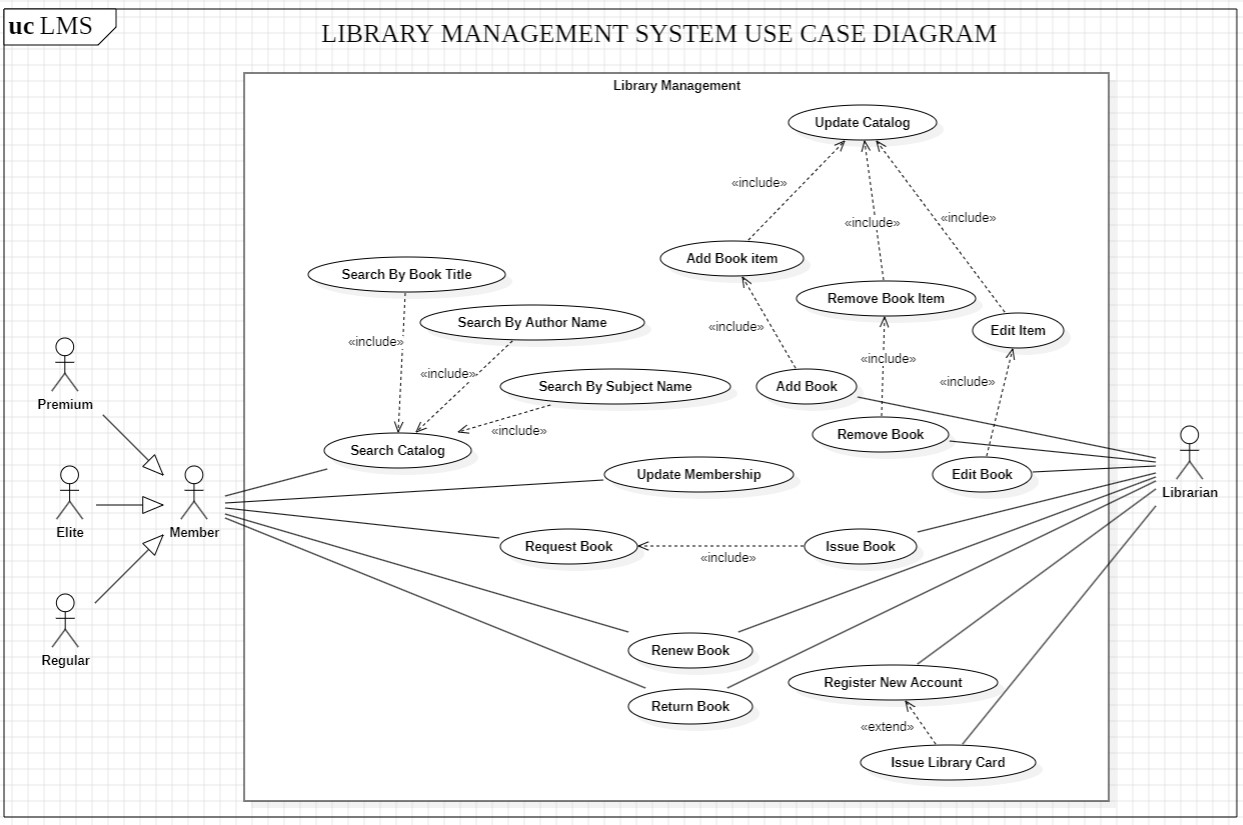 uc LMS
LIBRARY MANAGEMENT SYSTEM USE CASE DIAGRAM
Library Management
Update Catalog
«include»
«include»
«include»
Add Book item
Search By Book Title
Remove Book Item
Search By Author Name
Edit Item
«include»
«include»
«include»
«include»
«include»
Search By Subject Name
Add Book
Premium
«include»
Remove Book
Search Catalog
Update Membership
Edit Book
Librarian
Elite
Member
Request Book
«include»
Issue Book
Regular
Renew Book
Register New Account
Return Book
«extend»
Issue Library Card